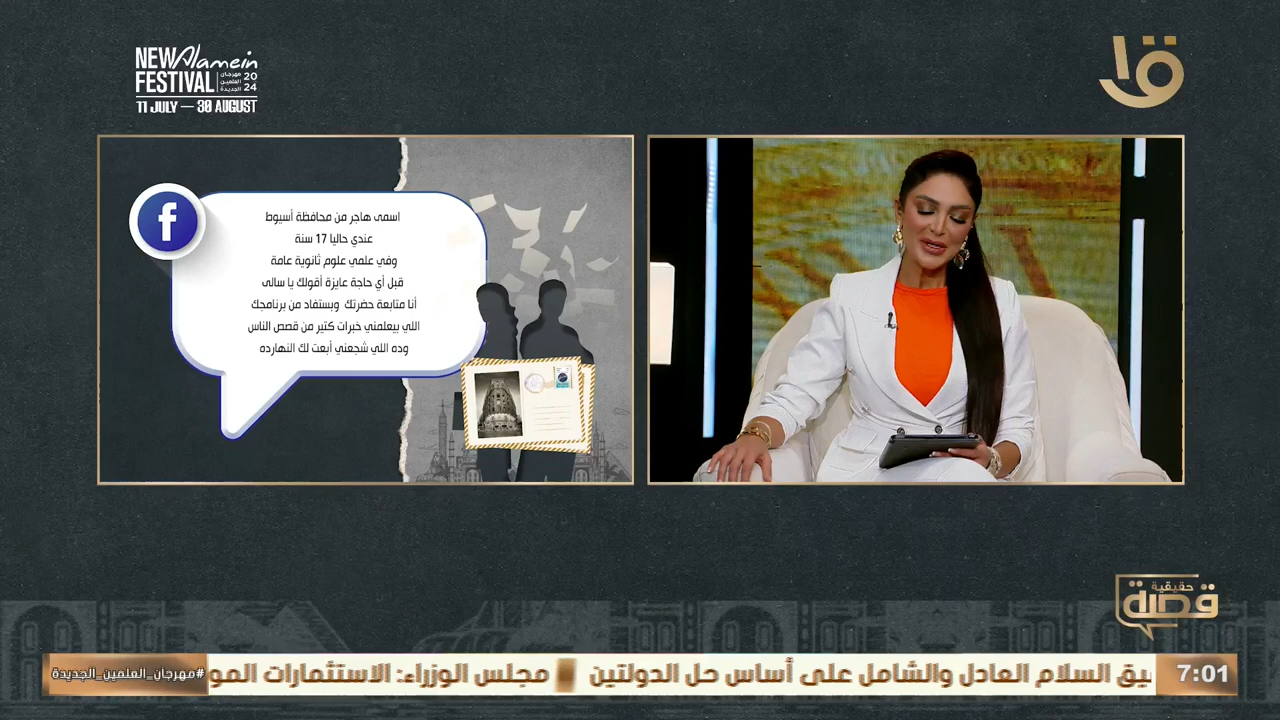 NEW Alamein
FESTIVAL
مهرجان
العلمين
الجديدة
20
24
11 JULY — 30 AUGUST
f
اسمى هاجر من محافظة أسيوط
عندي حاليا 17 سنة
وفي علمي علوم ثانوية عامة
قبل أي حاجة عايزة أقولك يا سالى
أنا متابعة حضرتك وبستفاد من برنامجك
اللي بيعلمني خبرات كتير من قصص الناس
وده اللي شجعني أبعت لك النهارده
قصة
حقيقية
7:01
يق السلام العادل والشامل على أساس حل الدولتين
مجلس الوزراء: الاستثمارات المو
#مهرجان_العلمين_الجديدة